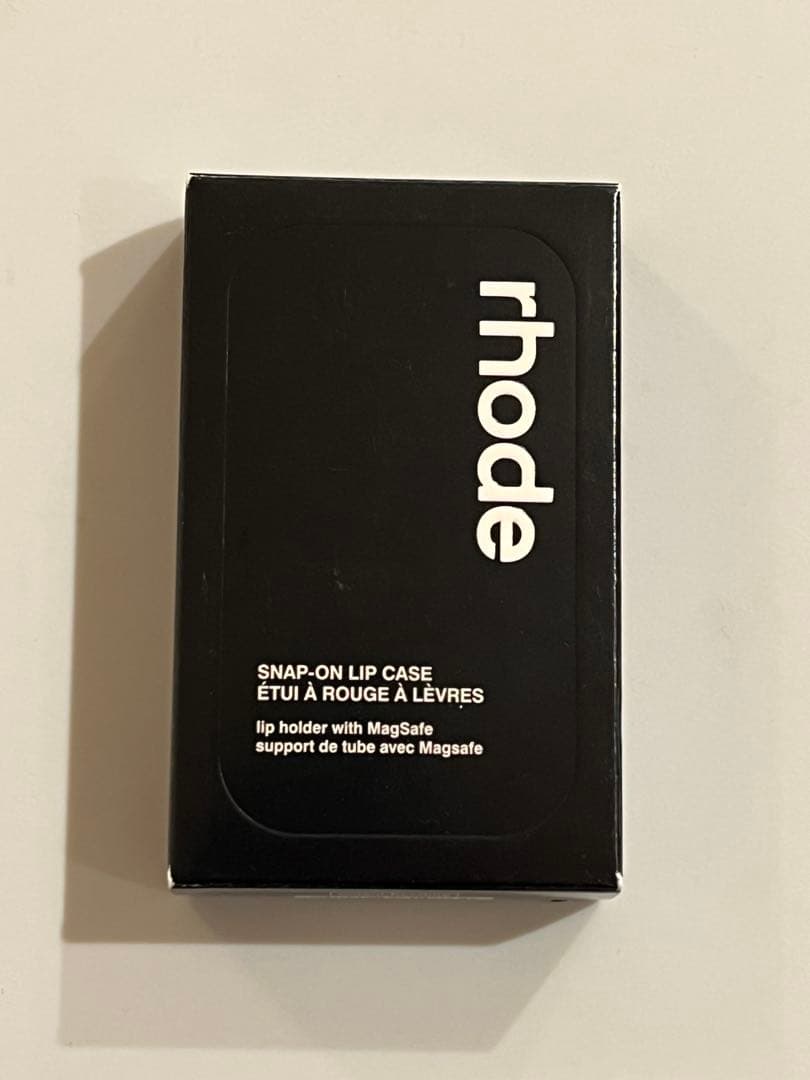 rhode
SNAP-ON LIP CASE
ÉTUI À ROUGE À LÈVRES
lip holder with MagSafe
support de tube avec Magsafe